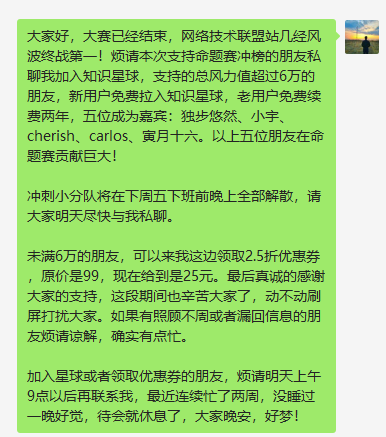 大家好，大赛已经结束，网络技术联盟站几经风
波终战第一！烦请本次支持命题赛冲榜的朋友私
聊我加入知识星球，支持的总风力值超过6万的
朋友，新用户免费拉入知识星球，老用户免费续
费两年，五位成为嘉宾：独步悠然、小宇、
cherish、carlos、寅月十六。以上五位朋友在命
题赛贡献巨大！
冲刺小分队将在下周五下班前晚上全部解散，请
大家明天尽快与我私聊。
未满6万的朋友，可以来我这边领取2.5折优惠券
，原价是99，现在给到是25元。最后真诚的感谢
大家的支持，这段期间也辛苦大家了，动不动刷
屏打扰大家。如果有照顾不周或者漏回信息的朋
友烦请谅解，确实有点忙。
加入星球或者领取优惠券的朋友，烦请明天上午
9点以后再联系我，最近连续忙了两周，没睡过
一晚好觉，待会就休息了，大家晚安，好梦！